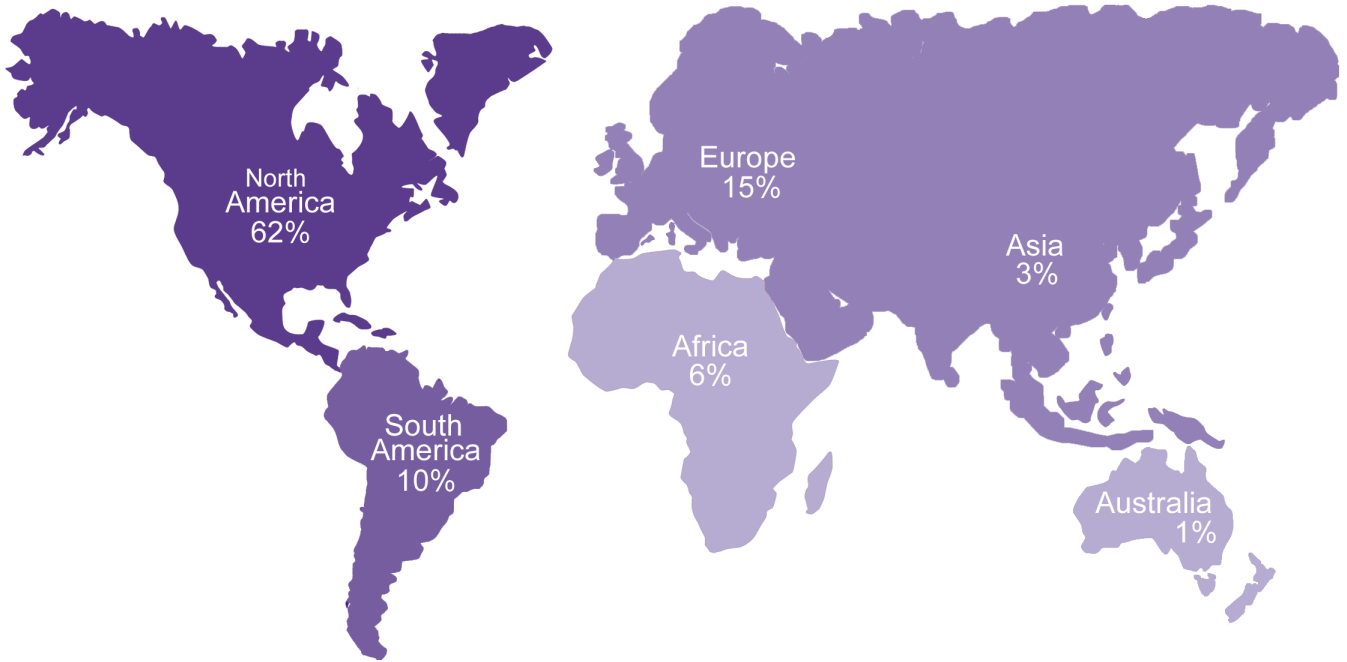 North
America
62%
South
America
10%
Europe
15%
Asia
3%
Africa
6%
Australia
1%